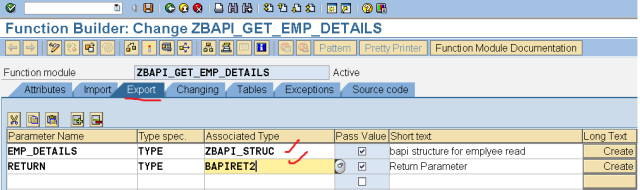 Function Builder: Change ZBAPI_GET_EMP_DETAILS
Pattern Pretty Printer Function Module Documentation
Function module ZBAPI_GET_EMP_DETAILS Active
Attributes Import Export Changing Tables Exceptions Source code
Parameter Name Type spec. Associated Type Pass Value Short text Long Text
EMP_DETAILS TYPE ZBAPI_STRUC bapi structure for emplyee read Create
RETURN TYPE BAPIRET2 Return Parameter Create
Create